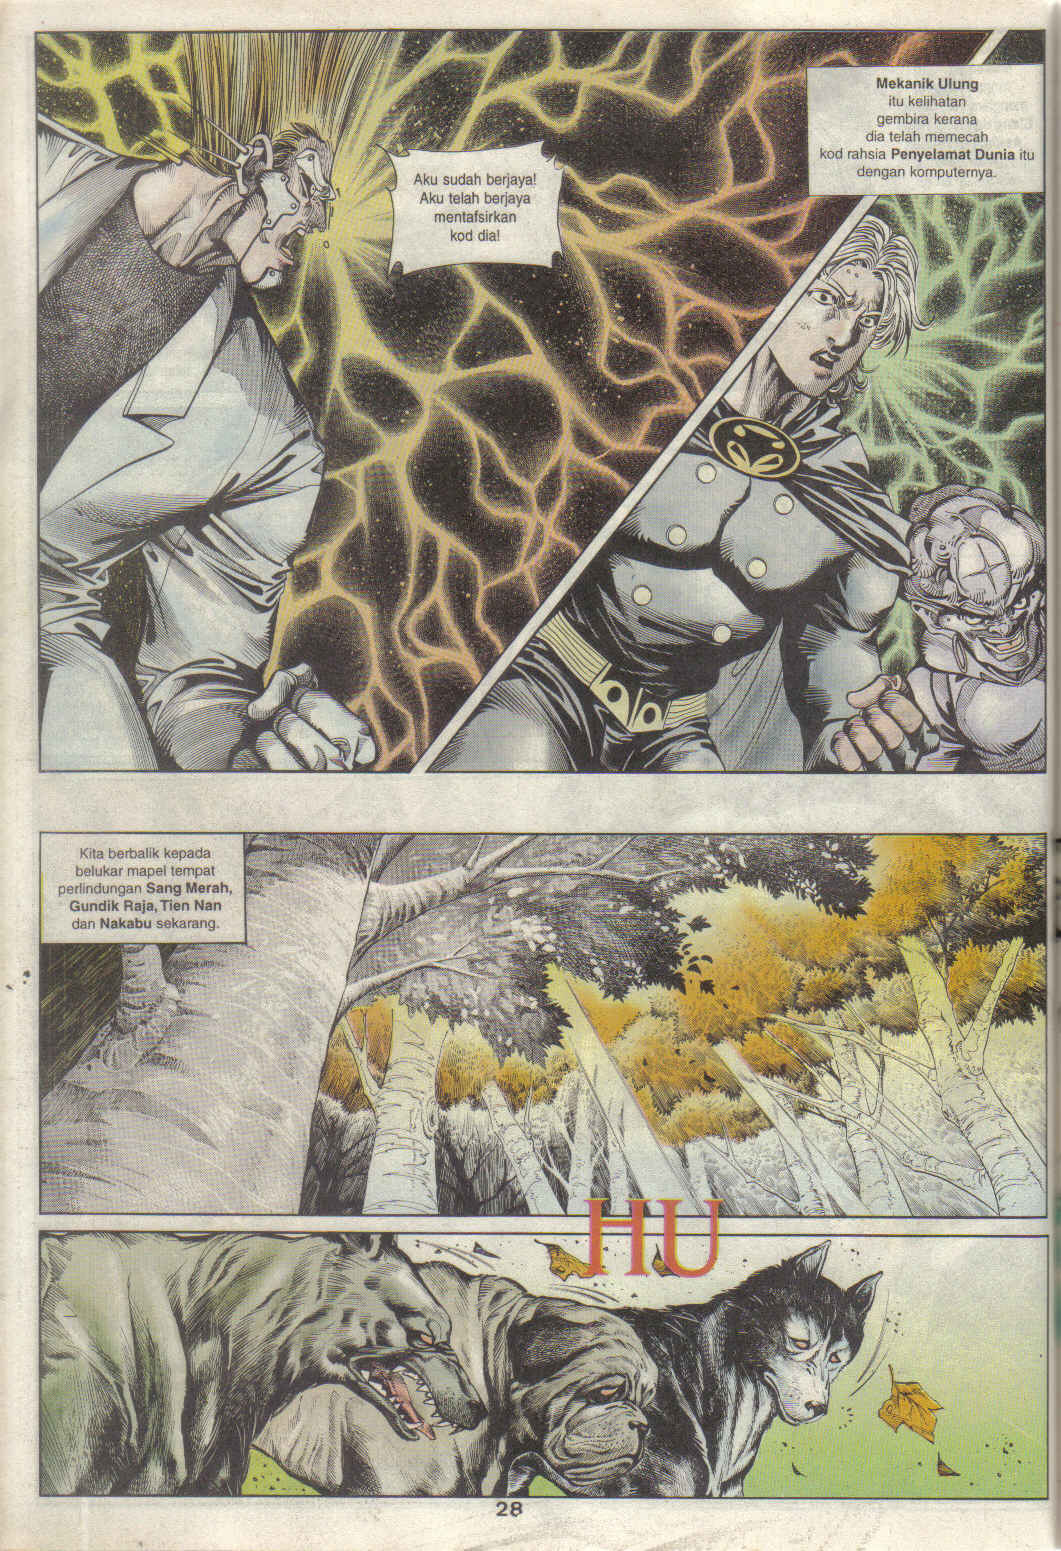 Mekanik Ulung
itu kelihatan
gembira kerana
dia telah memecah
kod rahsia Penyelamat Dunia itu
dengan komputernya.
Aku sudah berjaya!
Aku telah berjaya
mentafsirkan
kod dia!
Kita berbalik kepada
belukar mapel tempat
perlindungan Sang Merah,
Gundik Raja, Tien Nan
dan Nakabu sekarang.
HU
28